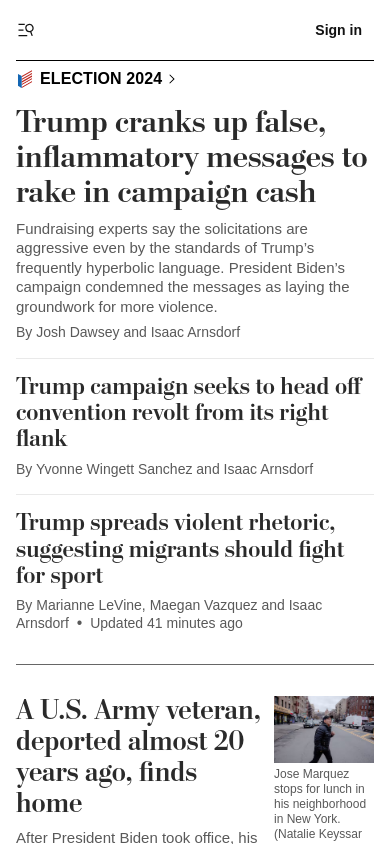 Sign in
ELECTION 2024
Trump cranks up false,
inflammatory messages to
rake in campaign cash
Fundraising experts say the solicitations are
aggressive even by the standards of Trump’s
frequently hyperbolic language. President Biden’s
campaign condemned the messages as laying the
groundwork for more violence.
By Josh Dawsey and Isaac Arnsdorf
Trump campaign seeks to head off
convention revolt from its right
flank
By Yvonne Wingett Sanchez and Isaac Arnsdorf
Trump spreads violent rhetoric,
suggesting migrants should fight
for sport
By Marianne LeVine, Maegan Vazquez and Isaac
Arnsdorf • Updated 41 minutes ago
A U.S. Army veteran,
deported almost 20
years ago, finds
home
After President Biden took office, his
Jose Marquez
stops for lunch in
his neighborhood
in New York.
(Natalie Keyssar